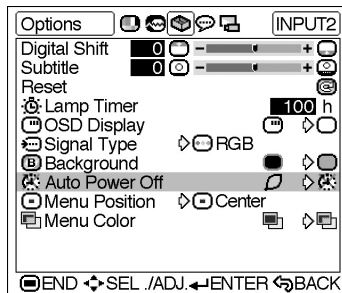 Options INPUT2
Digital Shift 0 - +
Subtitle 0 - +
Reset
Lamp Timer 100 h
OSD Display
Signal Type RGB
B Background
Auto Power Off
Menu Position Center
Menu Color
END SEL ./ADJ. ENTER BACK